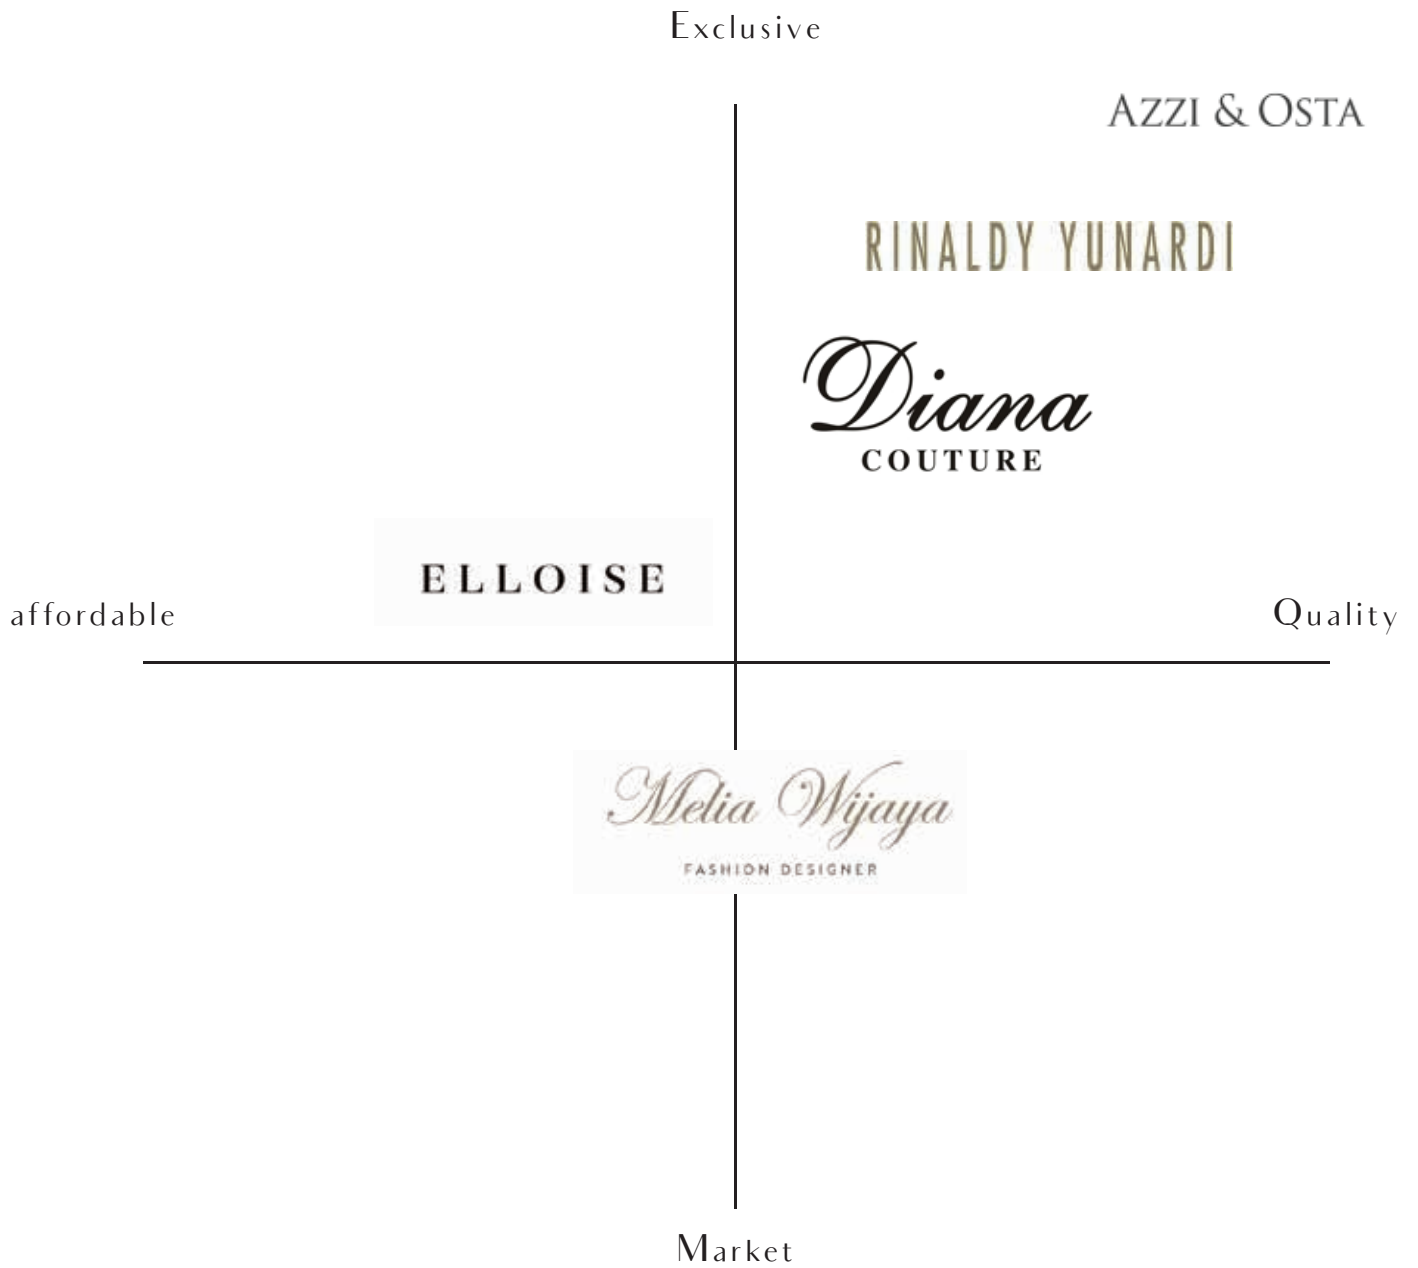 Exclusive
AZZI & OSTA
RINALDY YUNARDI
Diana
COUTURE
ELLOISE
affordable
Quality
Melia Wijaya
FASHION DESIGNER
Market